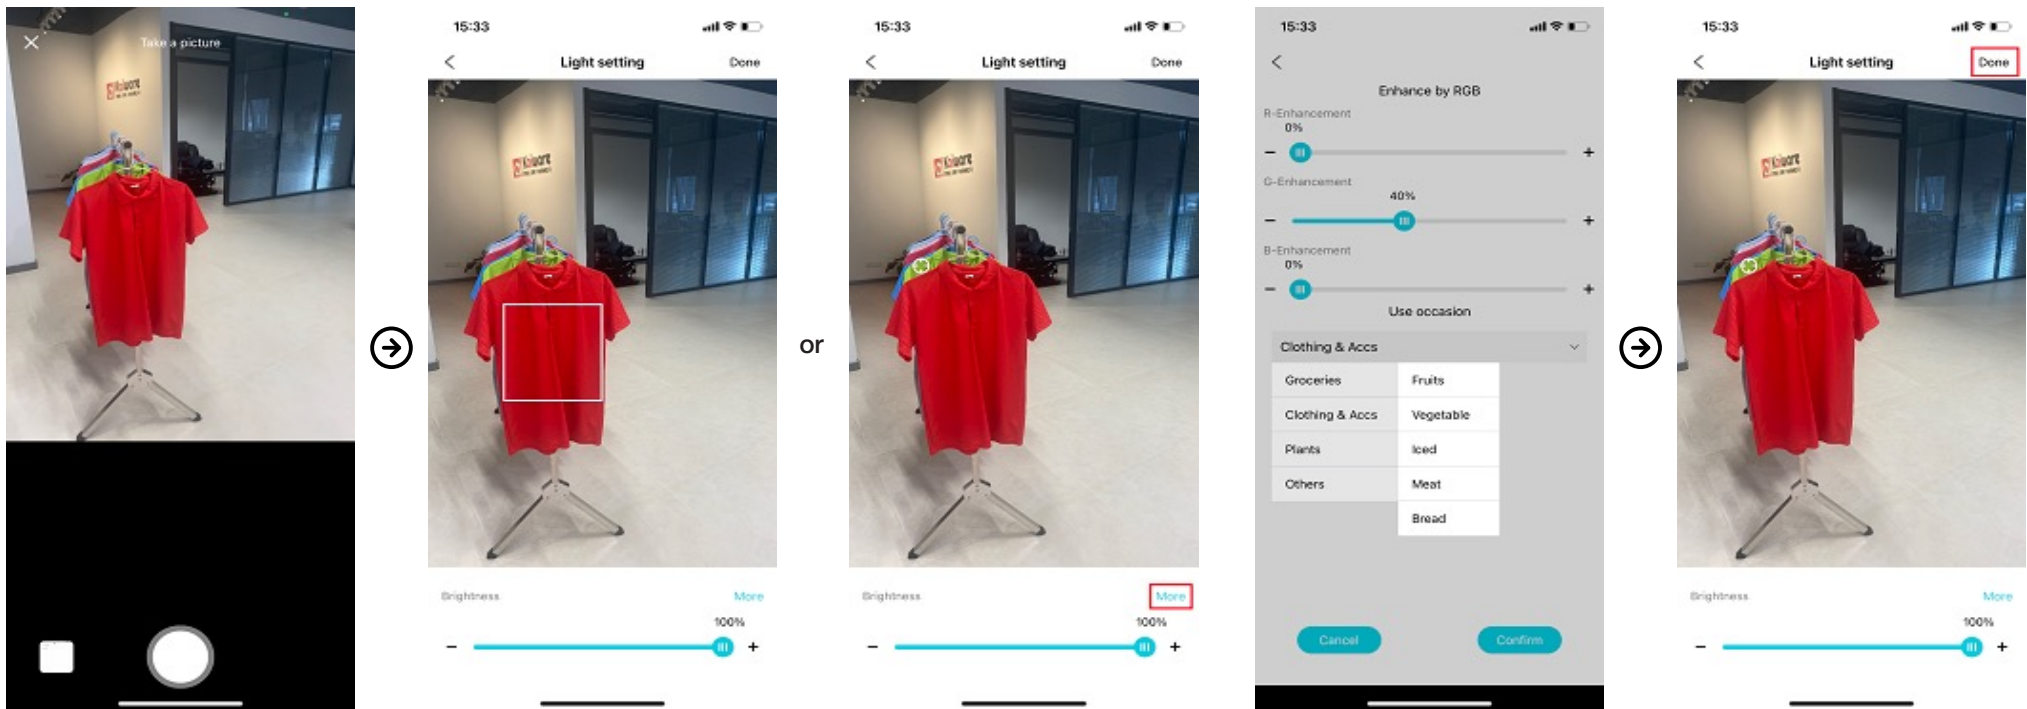 Take a picture
15:33
Light setting
Done
Brightness
More
100%
or
15:33
Light setting
Done
Brightness
More
100%
15:33
Enhance by RGB
R-Enhancement
0%
G-Enhancement
40%
B-Enhancement
0%
Use occasion
Clothing & Accs
Groceries
Fruits
Clothing & Accs
Vegetable
Plants
Iced
Others
Meat
Bread
Cancel
Confirm
15:33
Light setting
Done
Brightness
More
100%